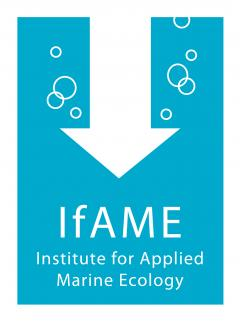 IfAME
Institute for Applied
Marine Ecology